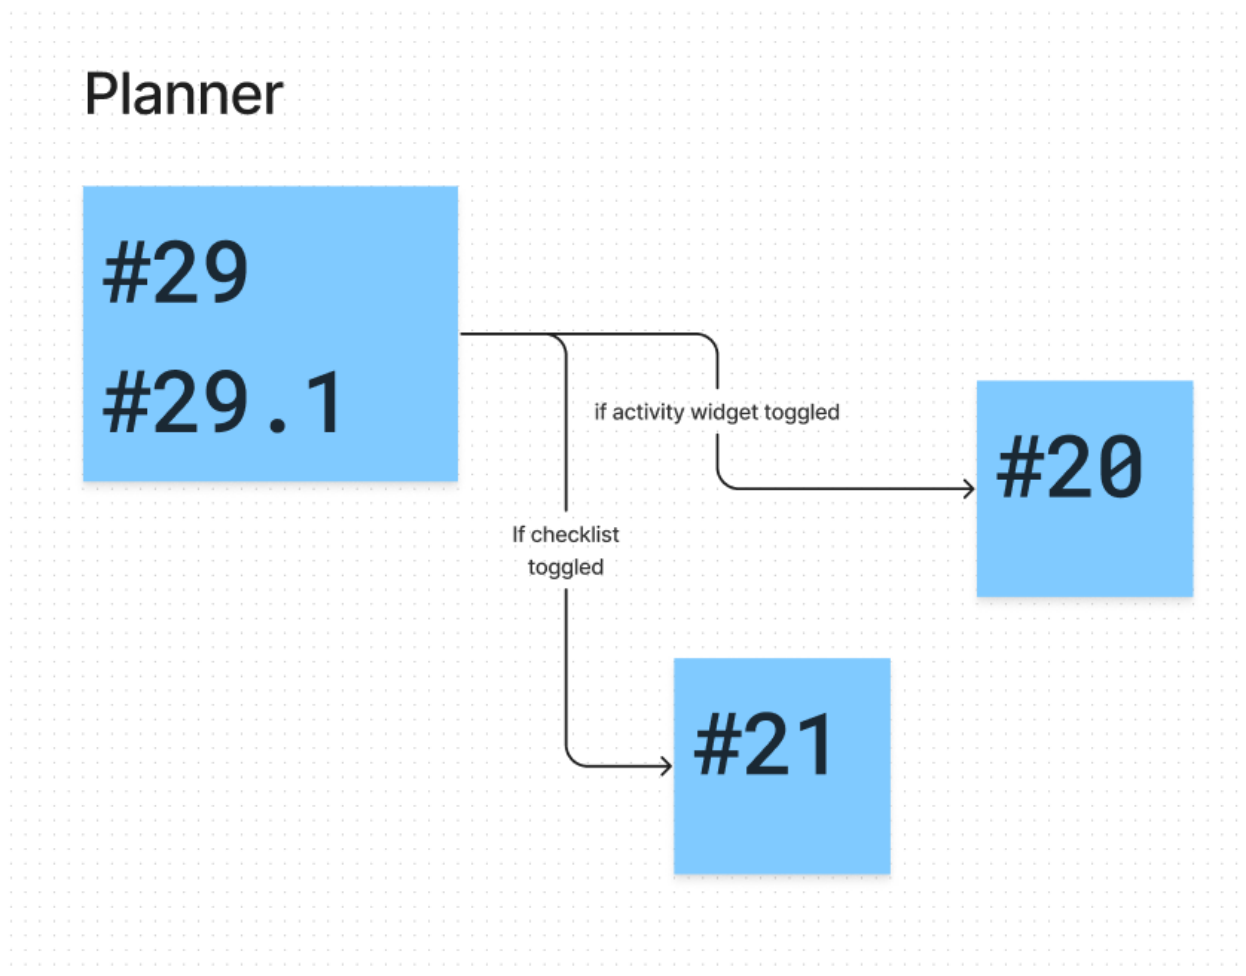 Planner
#29
#29.1
if activity widget toggled
#20
If checklist
toggled
#21